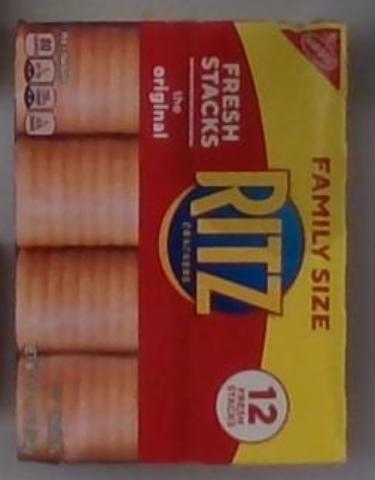 FAMILY SIZE
RITZ
CRACKERS
FRESH
STACKS
the
original
12
FRESH
STACKS